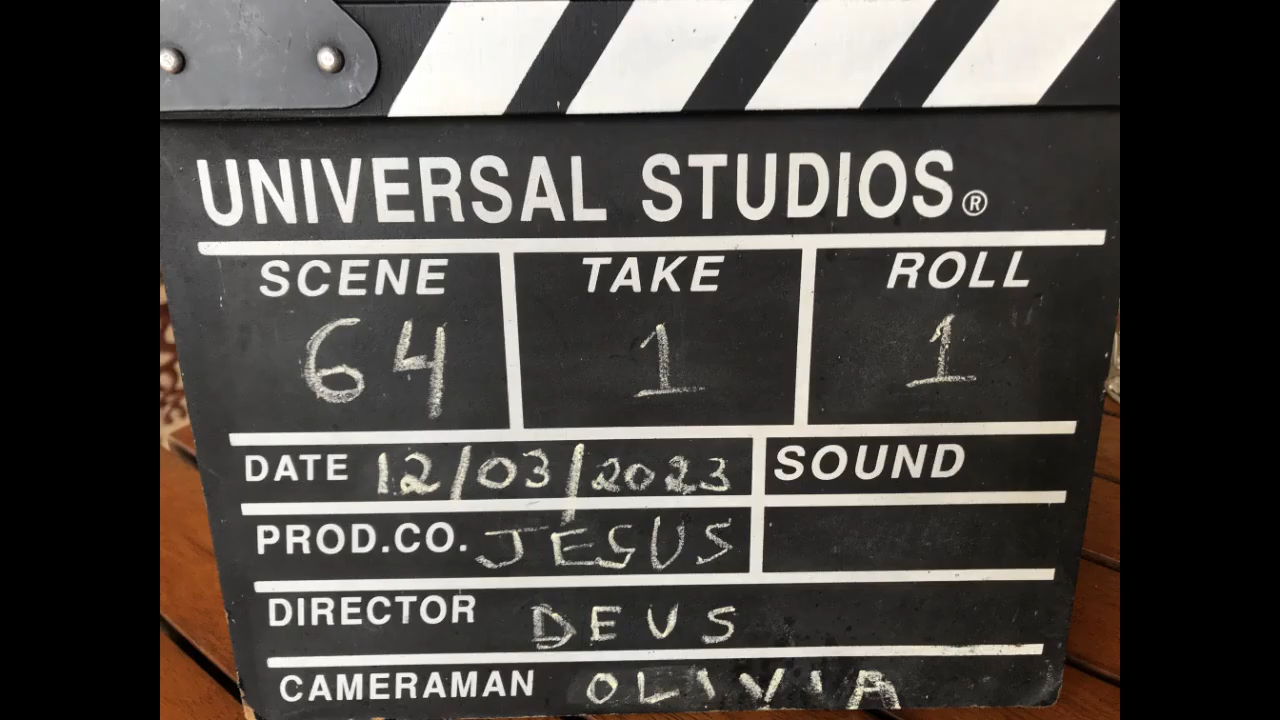 UNIVERSAL STUDIOS®
SCENE TAKE ROLL
64 1 1
DATE 12/03/2023 SOUND
PROD.CO. JESUS
DIRECTOR DEUS
CAMERAMAN OLIVIA